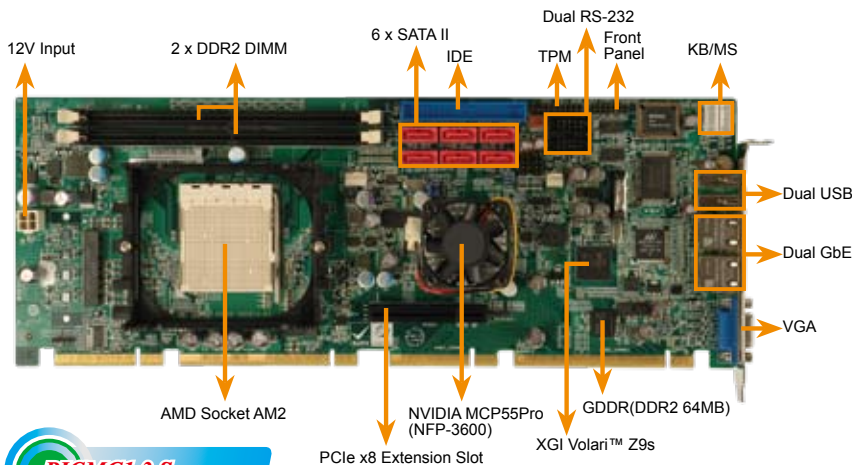 Dual RS-232
6 x SATA II
Front
Panel
12V Input
2 x DDR2 DIMM
IDE
TPM
KB/MS
Dual USB
Dual GbE
VGA
AMD Socket AM2
NVIDIA MCP55Pro
(NFP-3600)
GDDR(DDR2 64MB)
XGI Volari™ Z9s
PCIe x8 Extension Slot